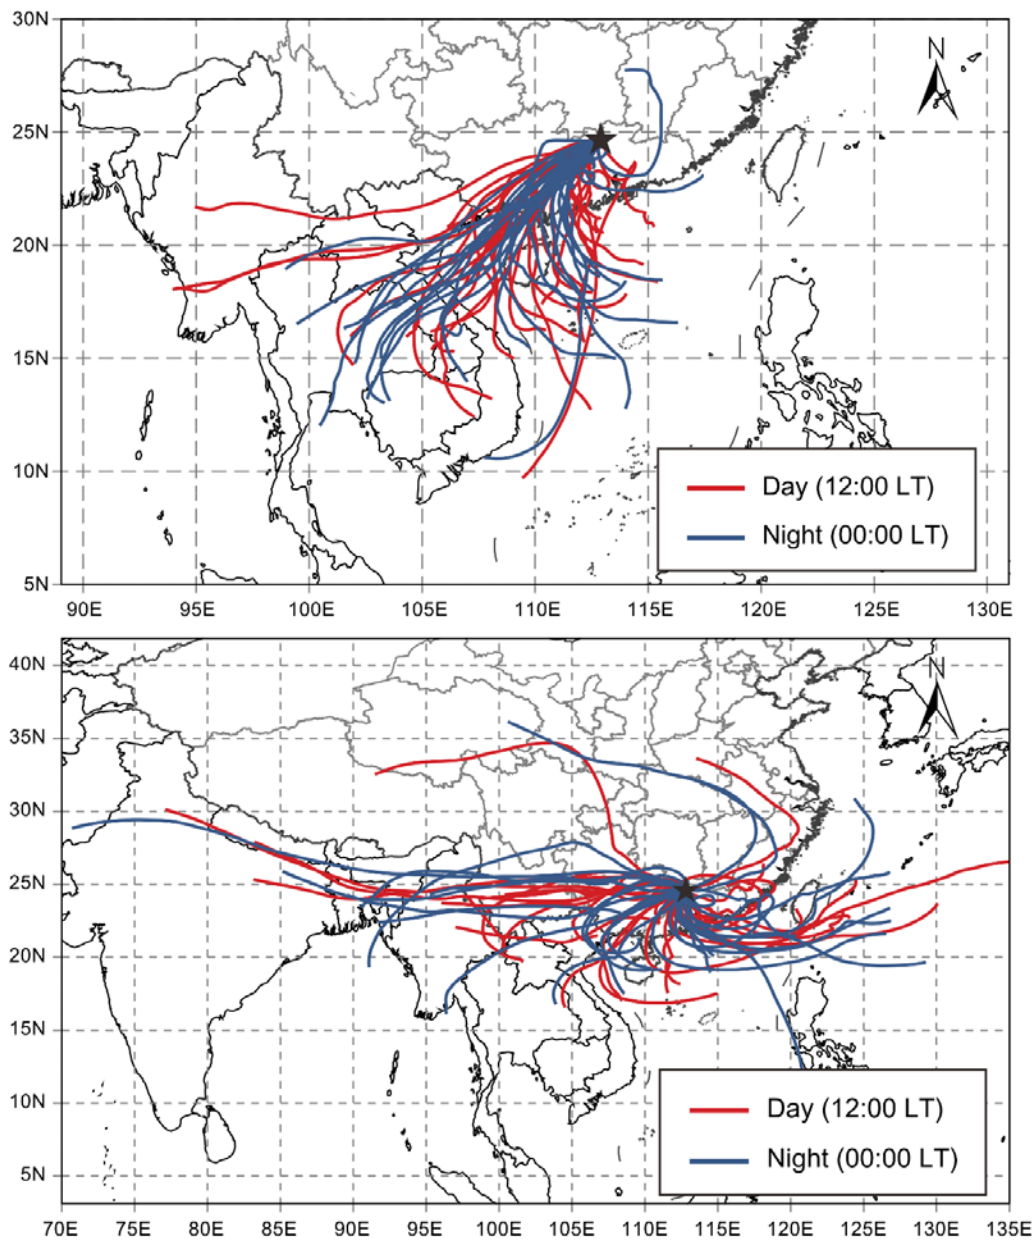 30N
N
25N
20N
15N
10N
Day (12:00 LT)
Night (00:00 LT)
5N
90E 95E 100E 105E 110E 115E 120E 125E 130E
40N
N
35N
30N
25N
20N
15N
10N
Day (12:00 LT)
Night (00:00 LT)
5N
70E 75E 80E 85E 90E 95E 100E 105E 110E 115E 120E 125E 130E 135E